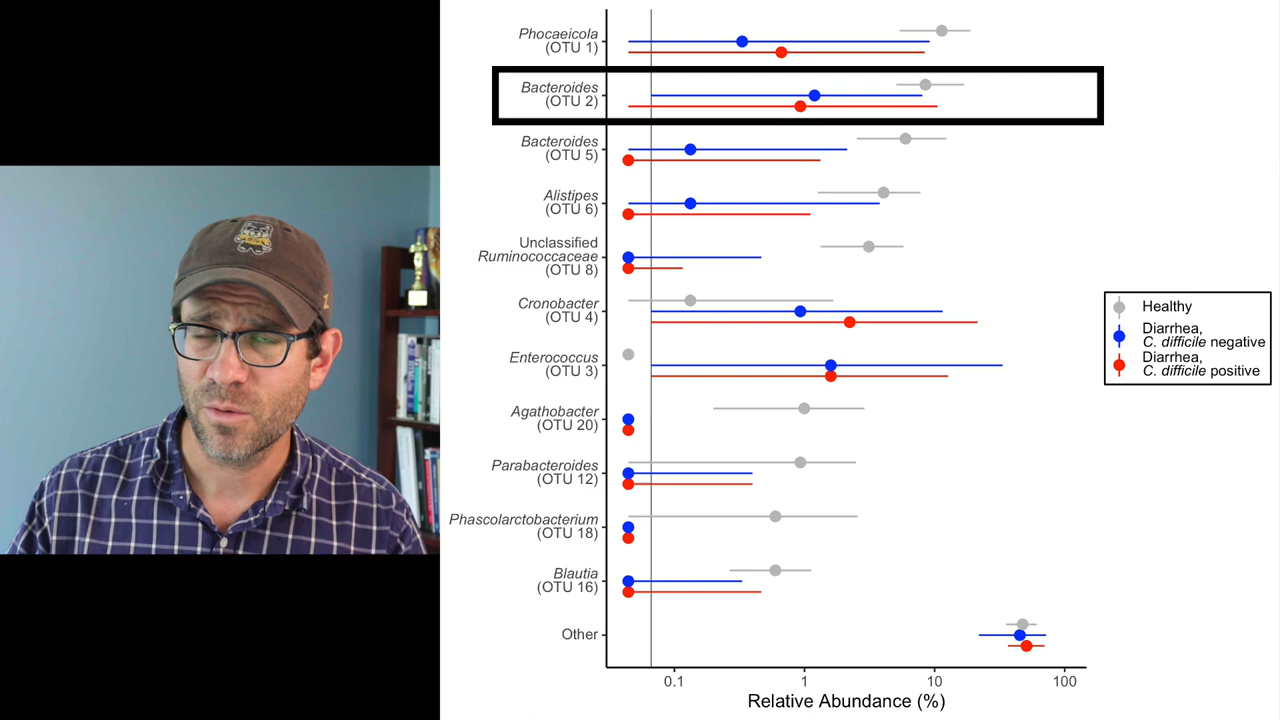 Phocaeicola
(OTU 1)
Bacteroides
(OTU 2)
Bacteroides
(OTU 5)
Alistipes
(OTU 6)
Unclassified
Ruminococcaceae
(OTU 8)
Cronobacter
(OTU 4)
Enterococcus
(OTU 3)
Agathobacter
(OTU 20)
Parabacteroides
(OTU 12)
Phascolarctobacterium
(OTU 18)
Blautia
(OTU 16)
Other
0.1 1 10 100
Relative Abundance (%)
Healthy
Diarrhea,
C. difficile negative
Diarrhea,
C. difficile positive